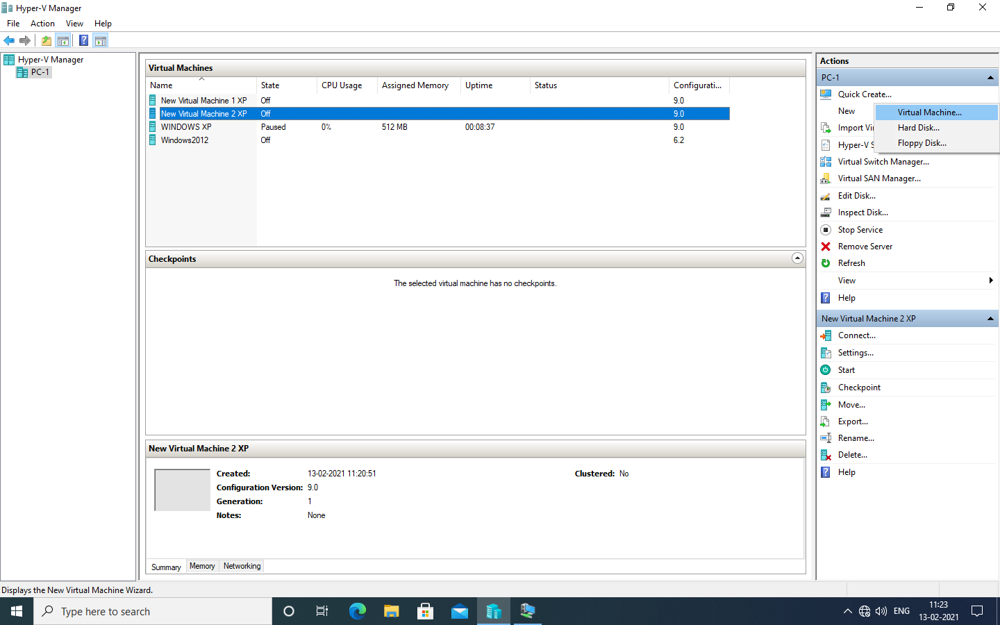 Hyper-V Manager
File Action View Help
Hyper-V Manager
PC-1
Virtual Machines
Name State CPU Usage Assigned Memory Uptime Status Configurati...
New Virtual Machine 1 XP Off 9.0
New Virtual Machine 2 XP Off 9.0
WINDOWS XP Paused 0% 512 MB 00:08:37 9.0
Windows2012 Off 6.2
Checkpoints
The selected virtual machine has no checkpoints.
New Virtual Machine 2 XP
Created: 13-02-2021 11:20:51 Clustered: No
Configuration Version: 9.0
Generation: 1
Notes: None
Summary Memory Networking
Actions
PC-1
Quick Create...
New
Virtual Machine...
Hard Disk...
Floppy Disk...
Import Vi
Hyper-V S
Virtual Switch Manager...
Virtual SAN Manager...
Edit Disk...
Inspect Disk...
Stop Service
Remove Server
Refresh
View
Help
New Virtual Machine 2 XP
Connect...
Settings...
Start
Checkpoint
Move...
Export...
Rename...
Delete...
Help
Displays the New Virtual Machine Wizard.
Type here to search
ENG
11:23
13-02-2021